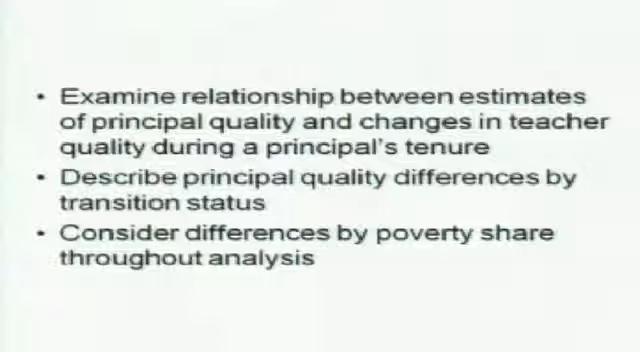 • Examine relationship between estimates
of principal quality and changes in teacher
quality during a principal's tenure
• Describe principal quality differences by
transition status
• Consider differences by poverty share
throughout analysis